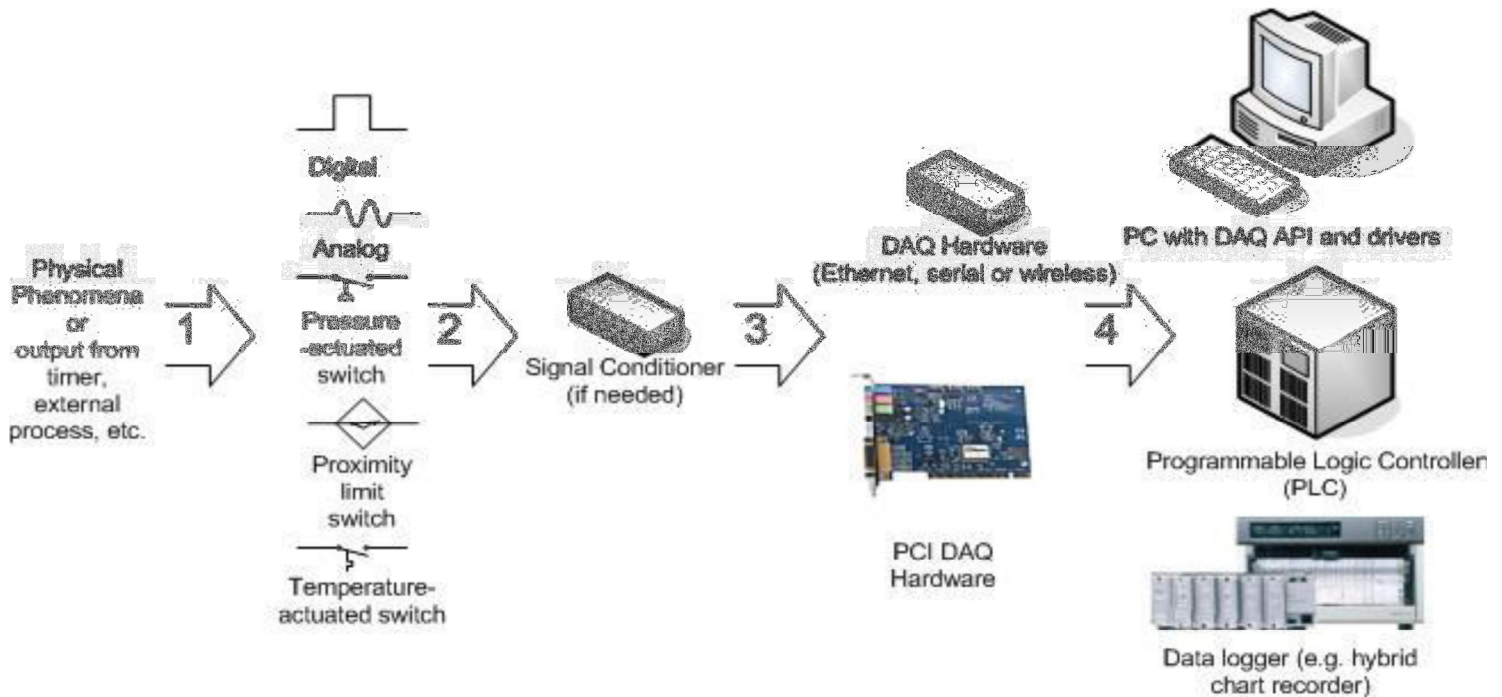 Physical
Phenomena
or
output from
timer,
external
process, etc.
1
Digital
Analog
Pressure
-actuated
switch
Proximity
limit
switch
Temperature-
actuated switch
2
Signal Conditioner
(if needed)
3
DAQ Hardware
(Ethernet, serial or wireless)
PCI DAQ
Hardware
4
PC with DAQ API and drivers
Programmable Logic Controller
(PLC)
Data logger (e.g. hybrid
chart recorder)